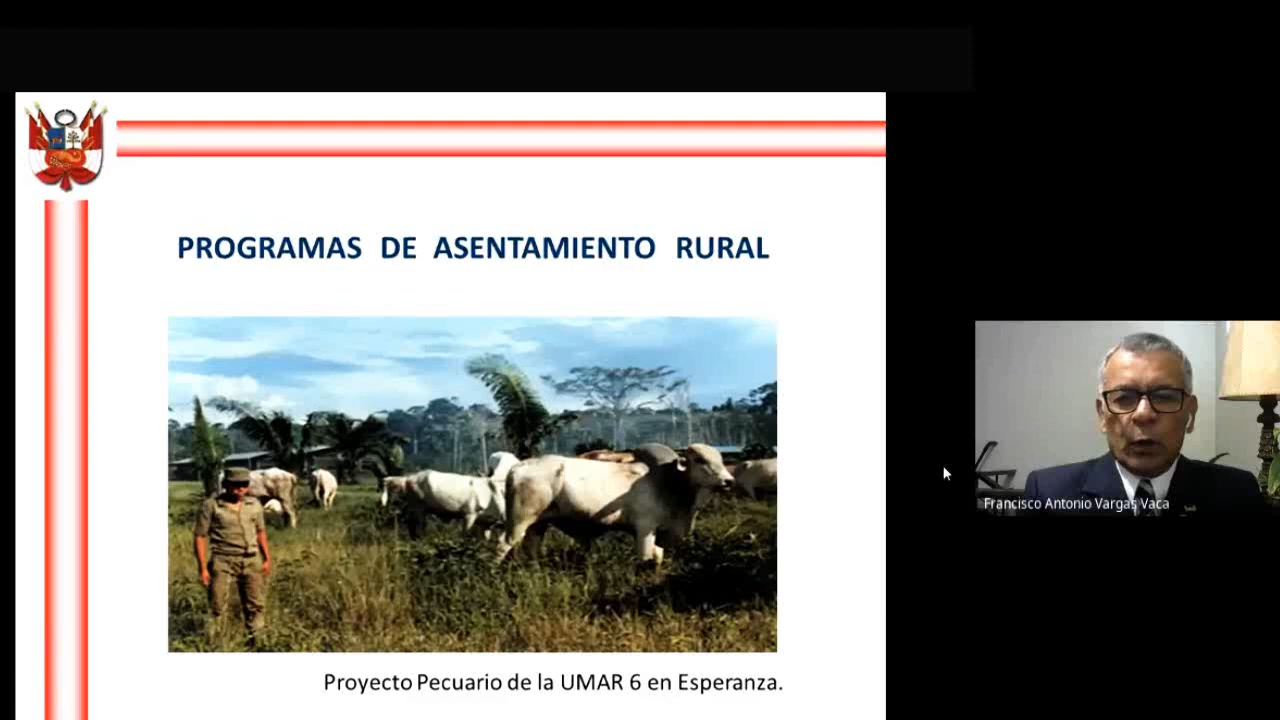 PROGRAMAS DE ASENTAMIENTO RURAL
Proyecto Pecuario de la UMAR 6 en Esperanza.
Francisco Antonio Vargas Vaca